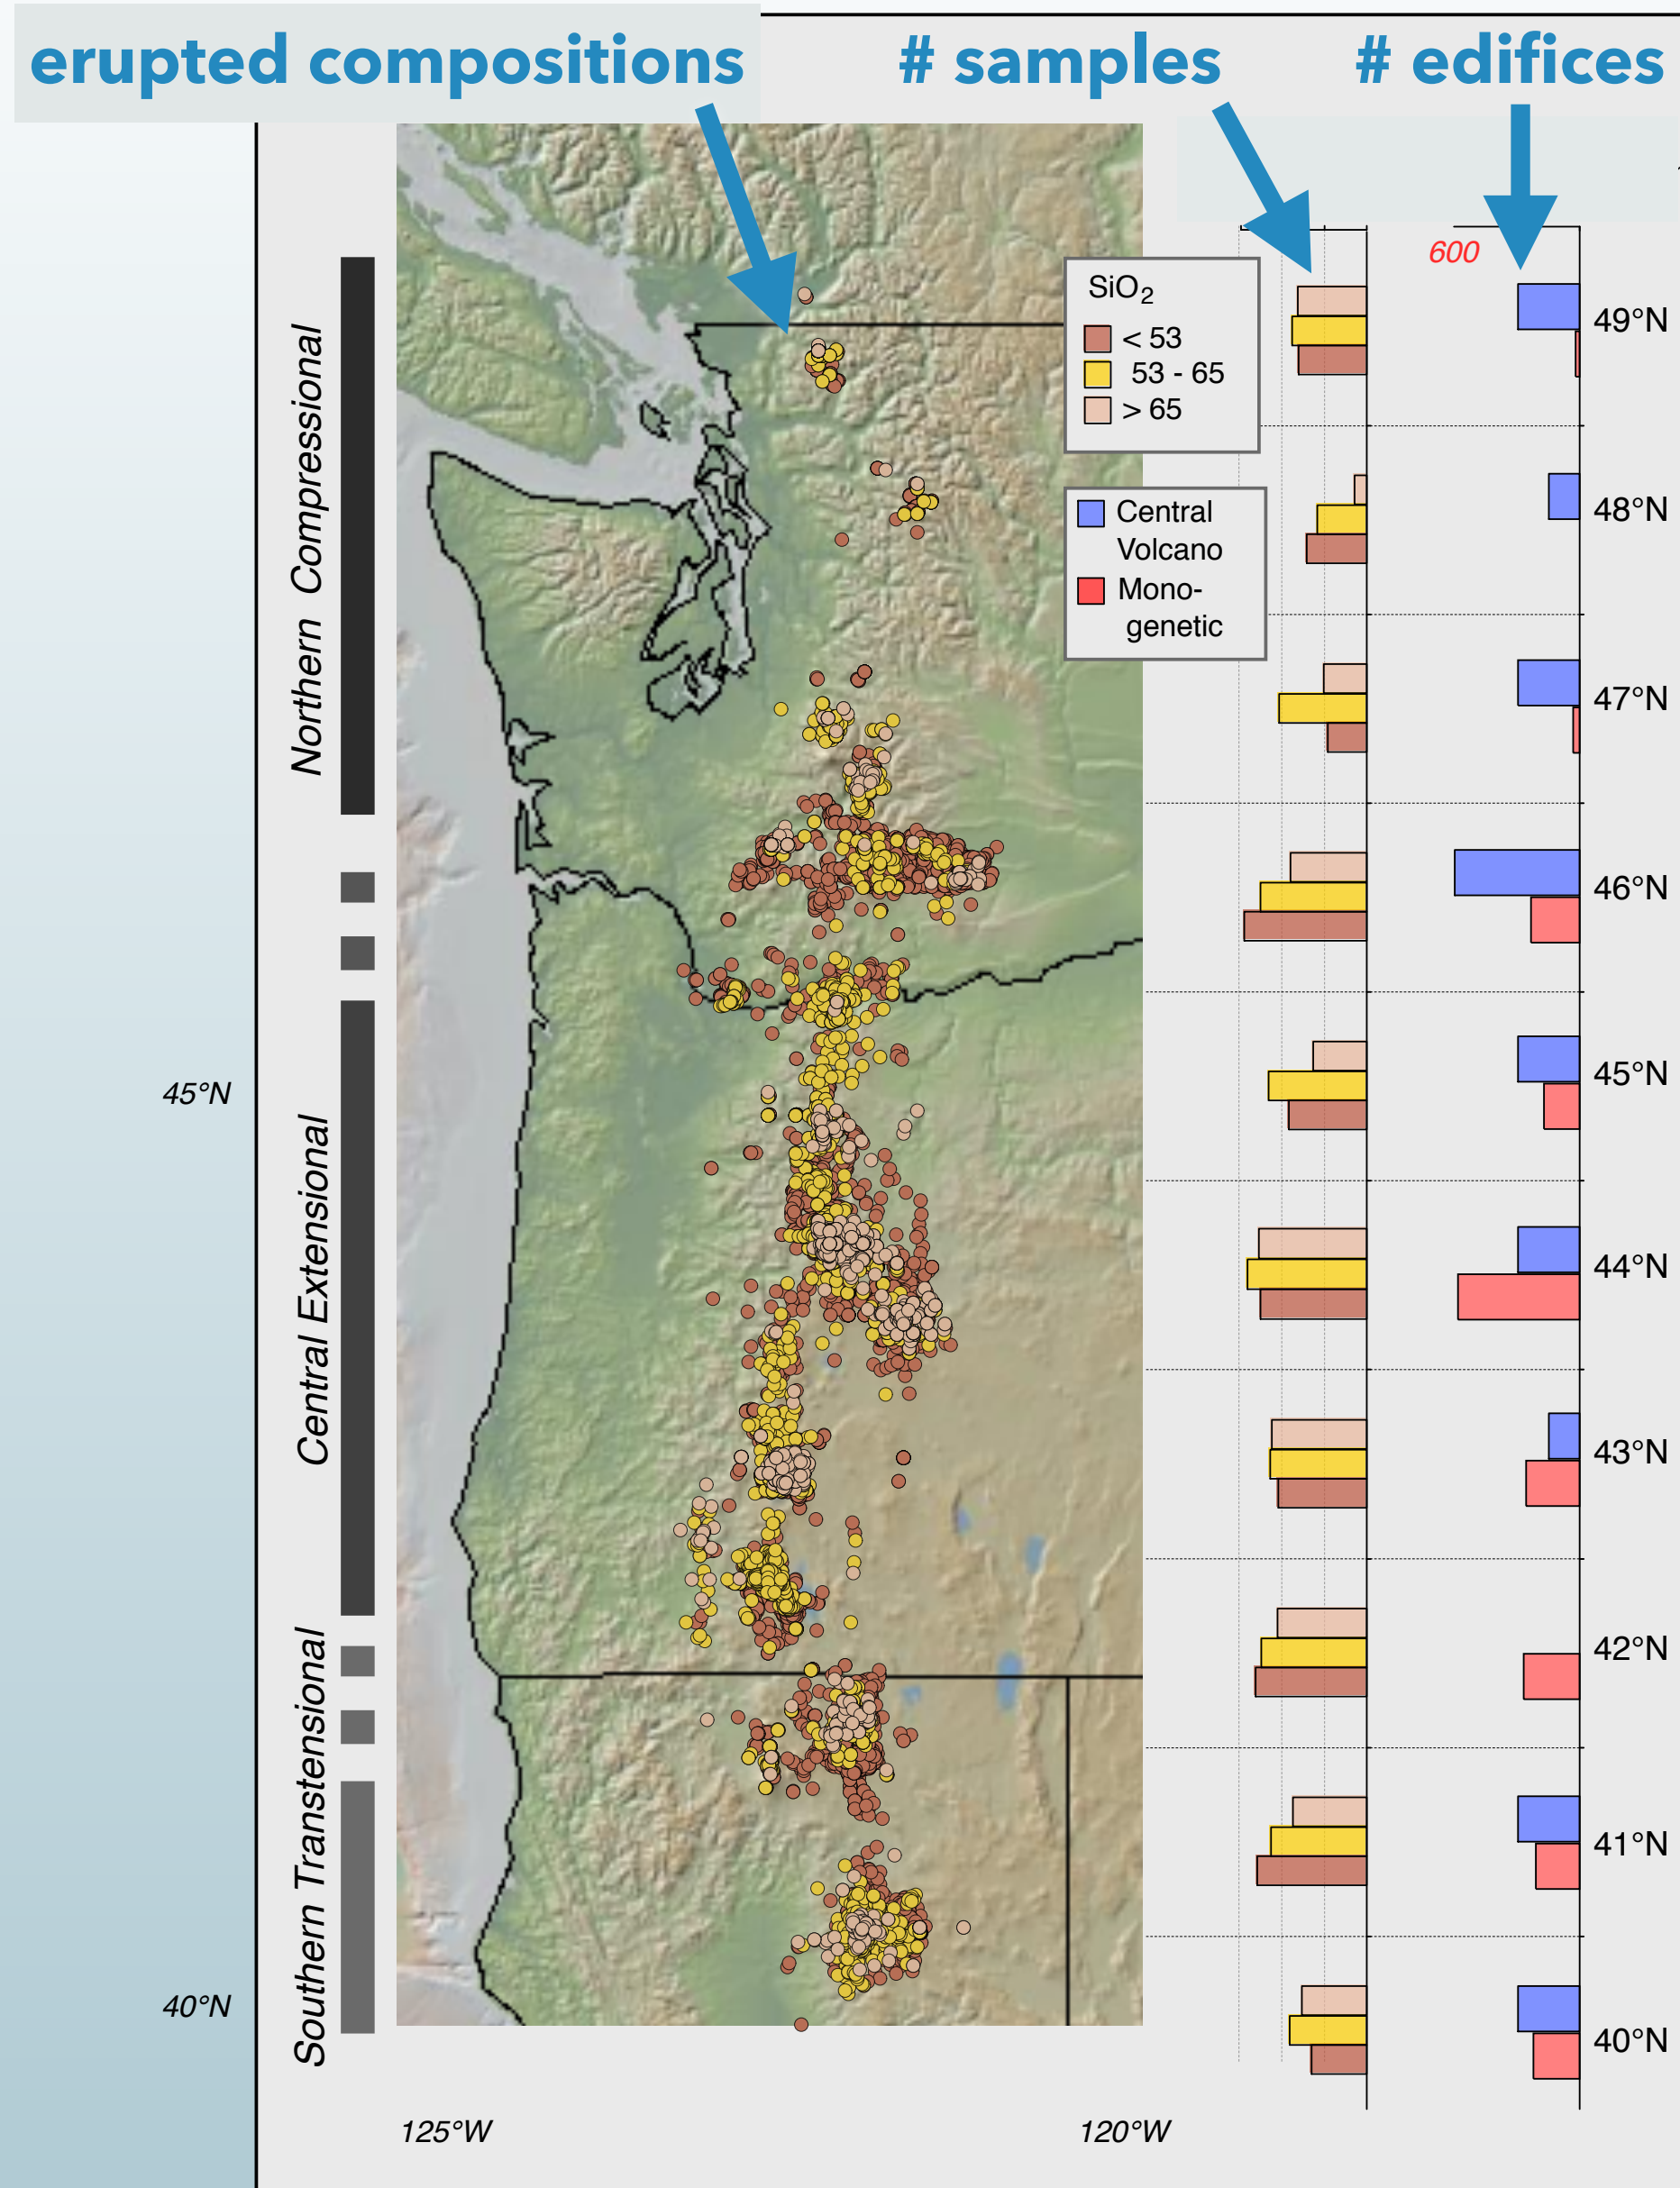 erupted compositions
# samples
# edifices
600
SiO2
< 53
53 - 65
> 65
Central
Volcano
Mono-
genetic
49°N
48°N
47°N
46°N
45°N
44°N
43°N
42°N
41°N
40°N
Northern Compressional
Central Extensional
Southern Transtensional
45°N
40°N
125°W
120°W